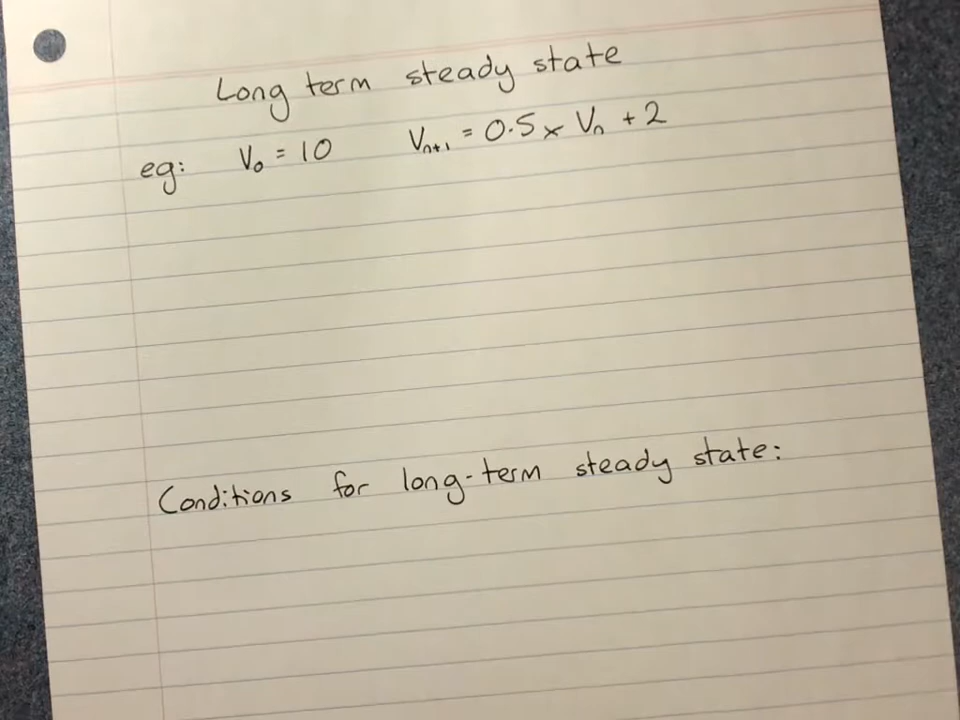 Long term steady state
eg: V₀ = 10 Vₙ₊₁ = 0.5 × Vₙ + 2
Conditions for long-term steady state: